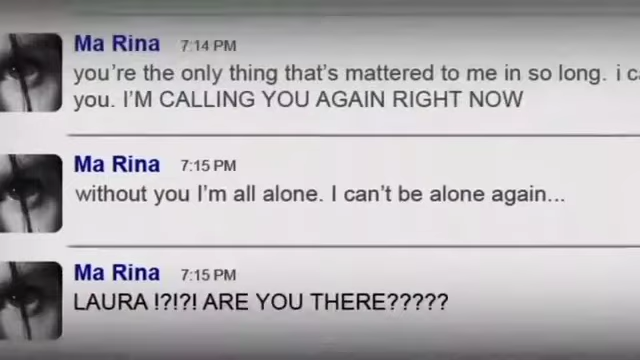 Ma Rina 7:14 PM
you're the only thing that's mattered to me in so long. i
you. I'M CALLING YOU AGAIN RIGHT NOW
Ma Rina 7:15 PM
without you I'm all alone. I can't be alone again...
Ma Rina 7:15 PM
LAURA !?!?! ARE YOU THERE?????